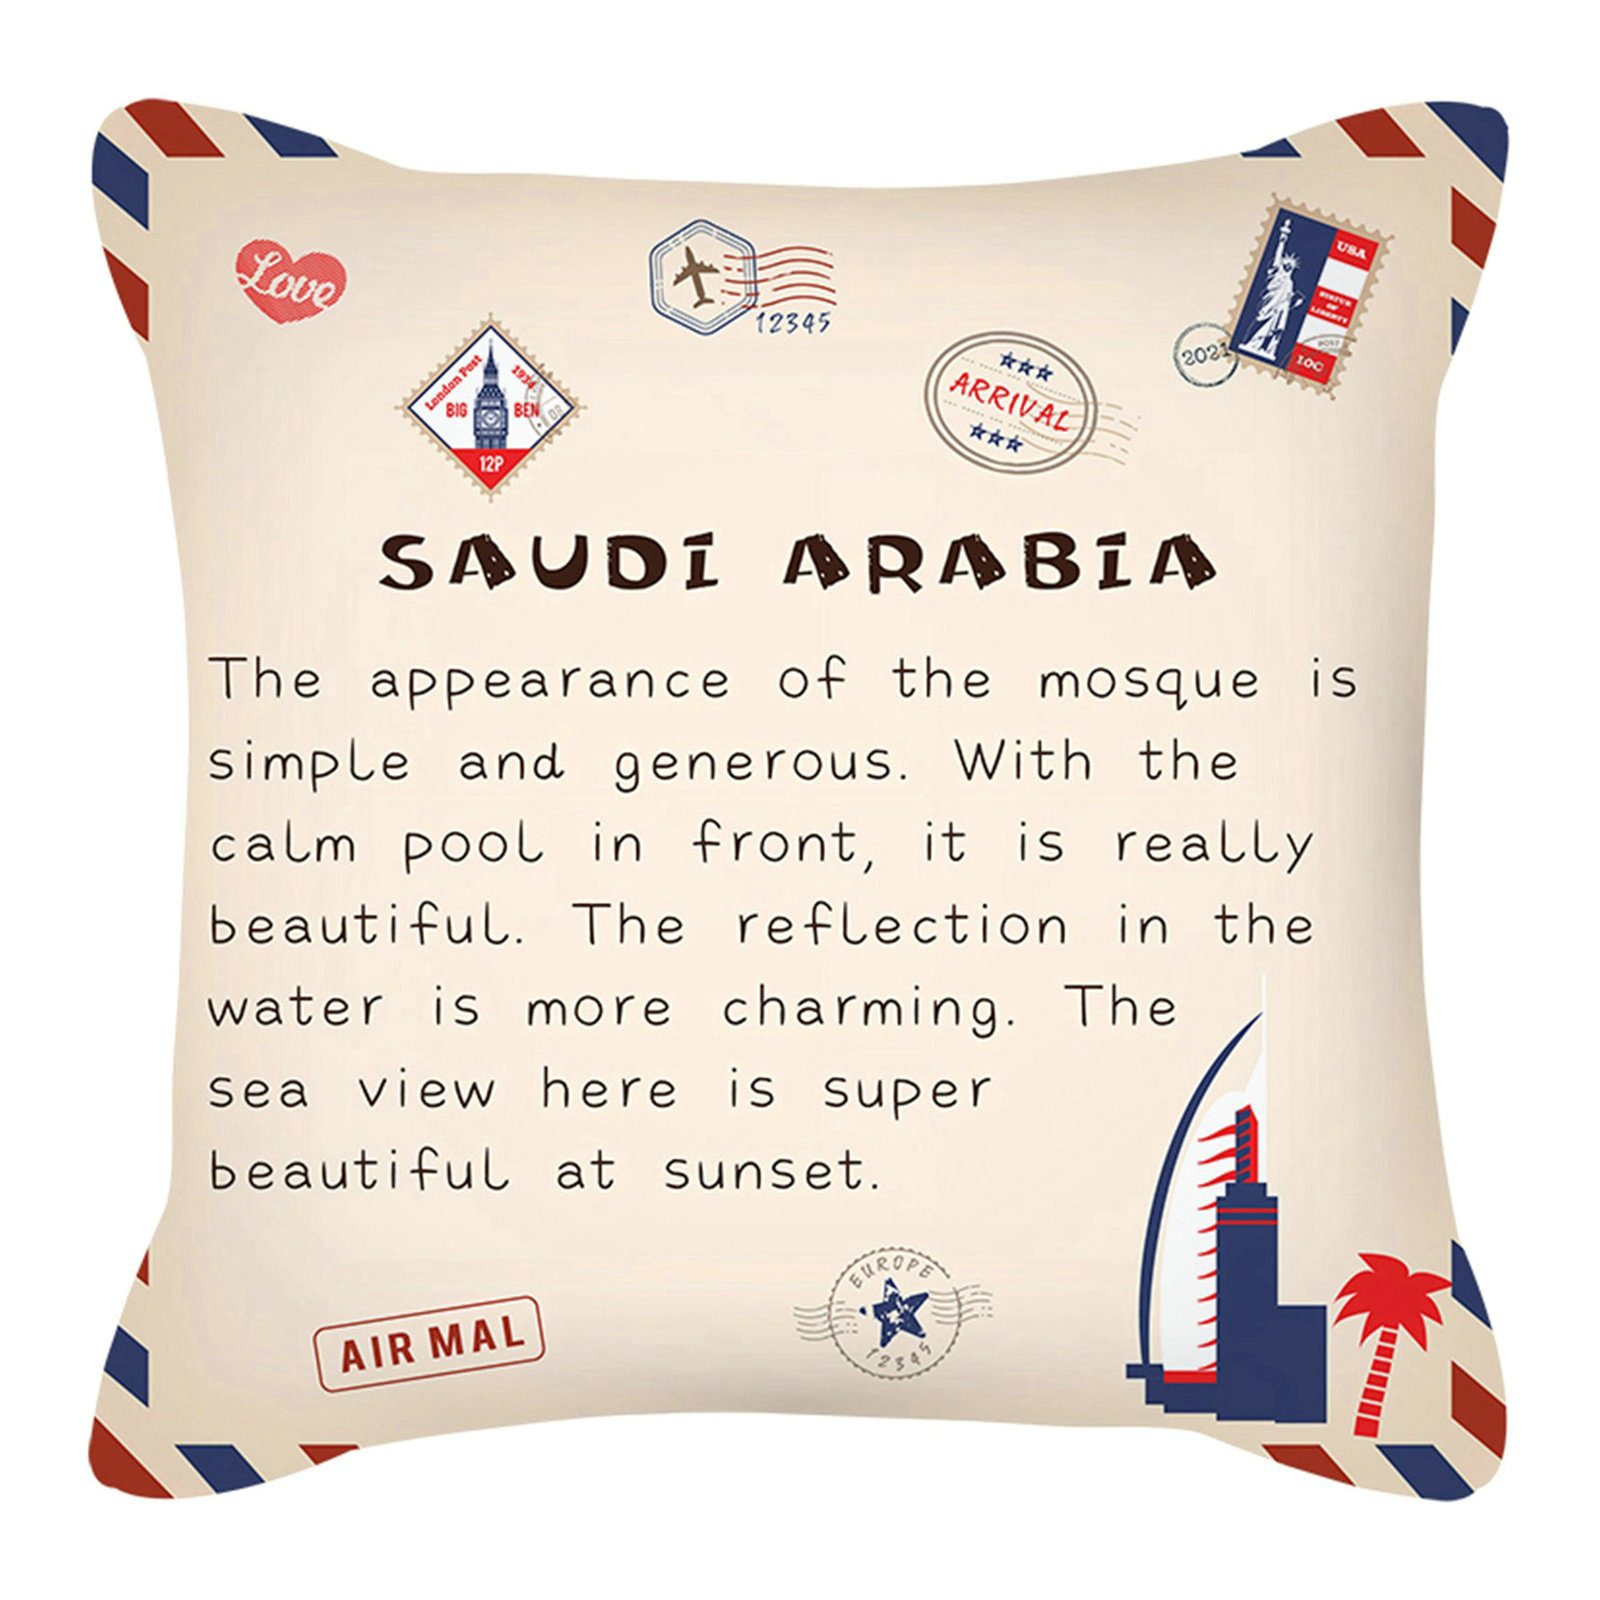 Love
12345
London Post
1934
BIG BEN
12P
ARRIVAL
2021
USA
10C
SAUDI ARABIA
The appearance of the mosque is
simple and generous. With the
calm pool in front, it is really
beautiful. The reflection in the
water is more charming. The
sea view here is super
beautiful at sunset.
AIR MAL
EUROPE
12345